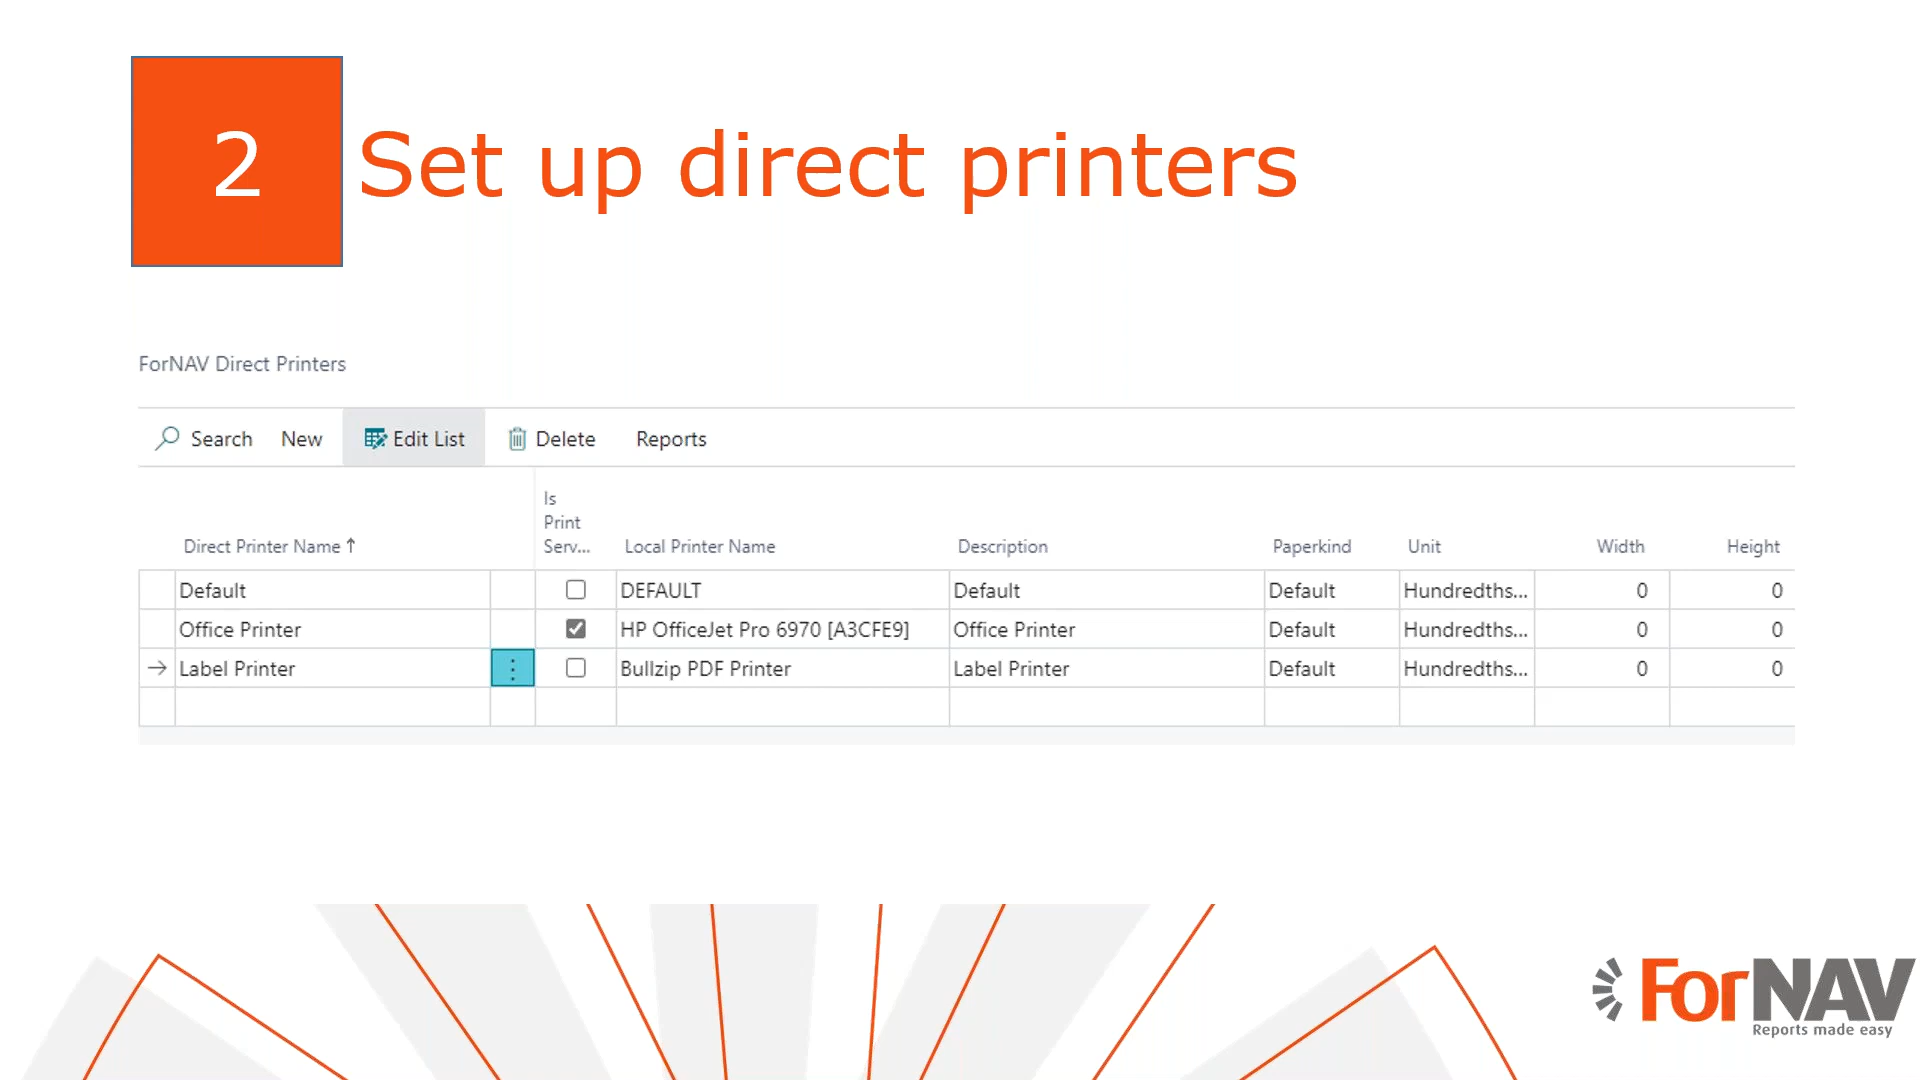 2 Set up direct printers
ForNAV Direct Printers
Search New Edit List Delete Reports
Is
Print
Direct Printer Name ↑ Serv... Local Printer Name Description Paperkind Unit Width Height
Default DEFAULT Default Default Hundredths... 0 0
Office Printer HP OfficeJet Pro 6970 [A3CFE9] Office Printer Default Hundredths... 0 0
Label Printer Bullzip PDF Printer Label Printer Default Hundredths... 0 0
ForNAV
Reports made easy